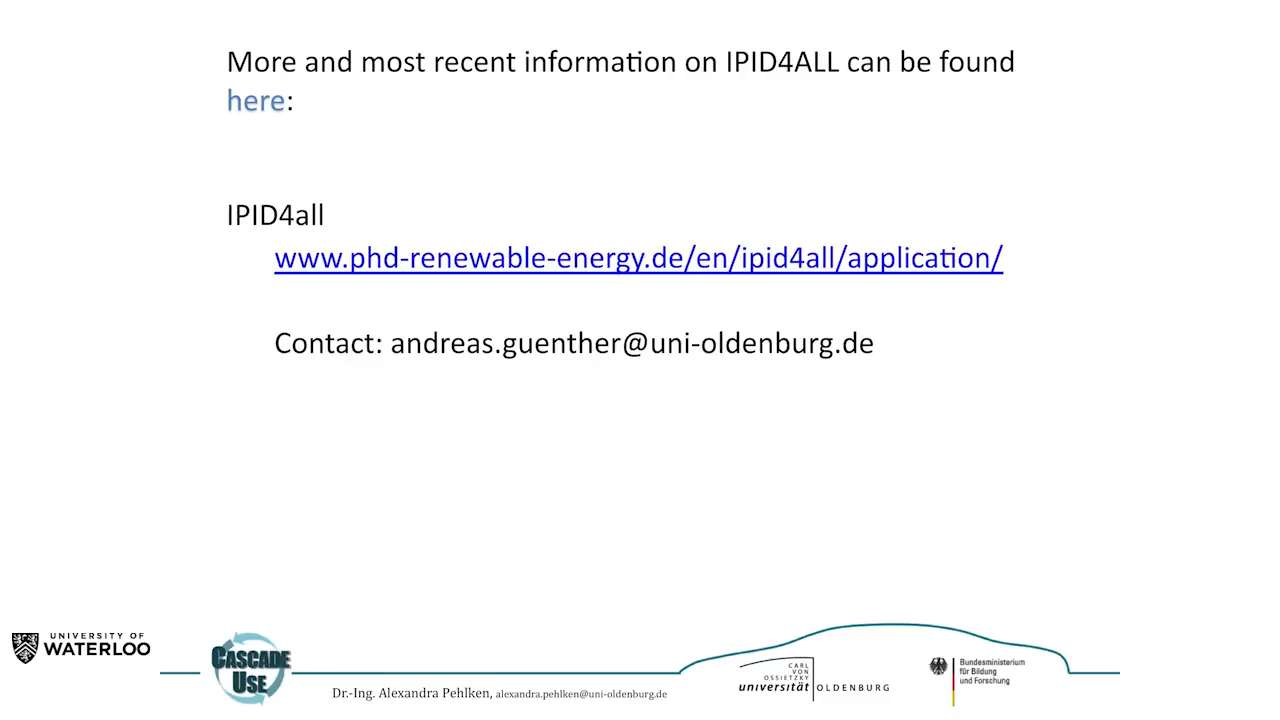 More and most recent information on IPID4ALL can be found
here:
IPID4all
www.phd-renewable-energy.de/en/ipid4all/application/
Contact: andreas.guenther@uni-oldenburg.de
UNIVERSITY OF
WATERLOO
CASCADE
USE
Dr.-Ing. Alexandra Pehlken, alexandra.pehlken@uni-oldenburg.de
CARL
VON
OSSIETZKY
universität OLDENBURG
Bundesministerium
für Bildung
und Forschung